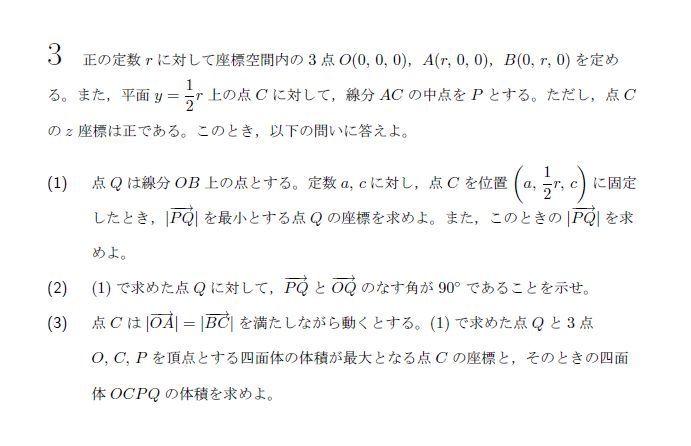 3 正の定数 r に対して座標空間内の 3 点 O(0, 0, 0), A(r, 0, 0), B(0, r, 0) を定め
る。また，平面 y = 1/2 r 上の点 C に対して，線分 AC の中点を P とする。ただし，点 C
の z 座標は正である。このとき，以下の問いに答えよ。
(1) 点 Q は線分 OB 上の点とする。定数 a, c に対し，点 C を位置 (a, 1/2 r, c) に固定
したとき，|PQ→| を最小とする点 Q の座標を求めよ。また，このときの |PQ→| を求
めよ。
(2) (1) で求めた点 Q に対して，PQ→ と OQ→ のなす角が 90° であることを示せ。
(3) 点 C は |OA→| = |BC→| を満たしながら動くとする。(1) で求めた点 Q と 3 点
O, C, P を頂点とする四面体の体積が最大となる点 C の座標と，そのときの四面
体 OCPQ の体積を求めよ。